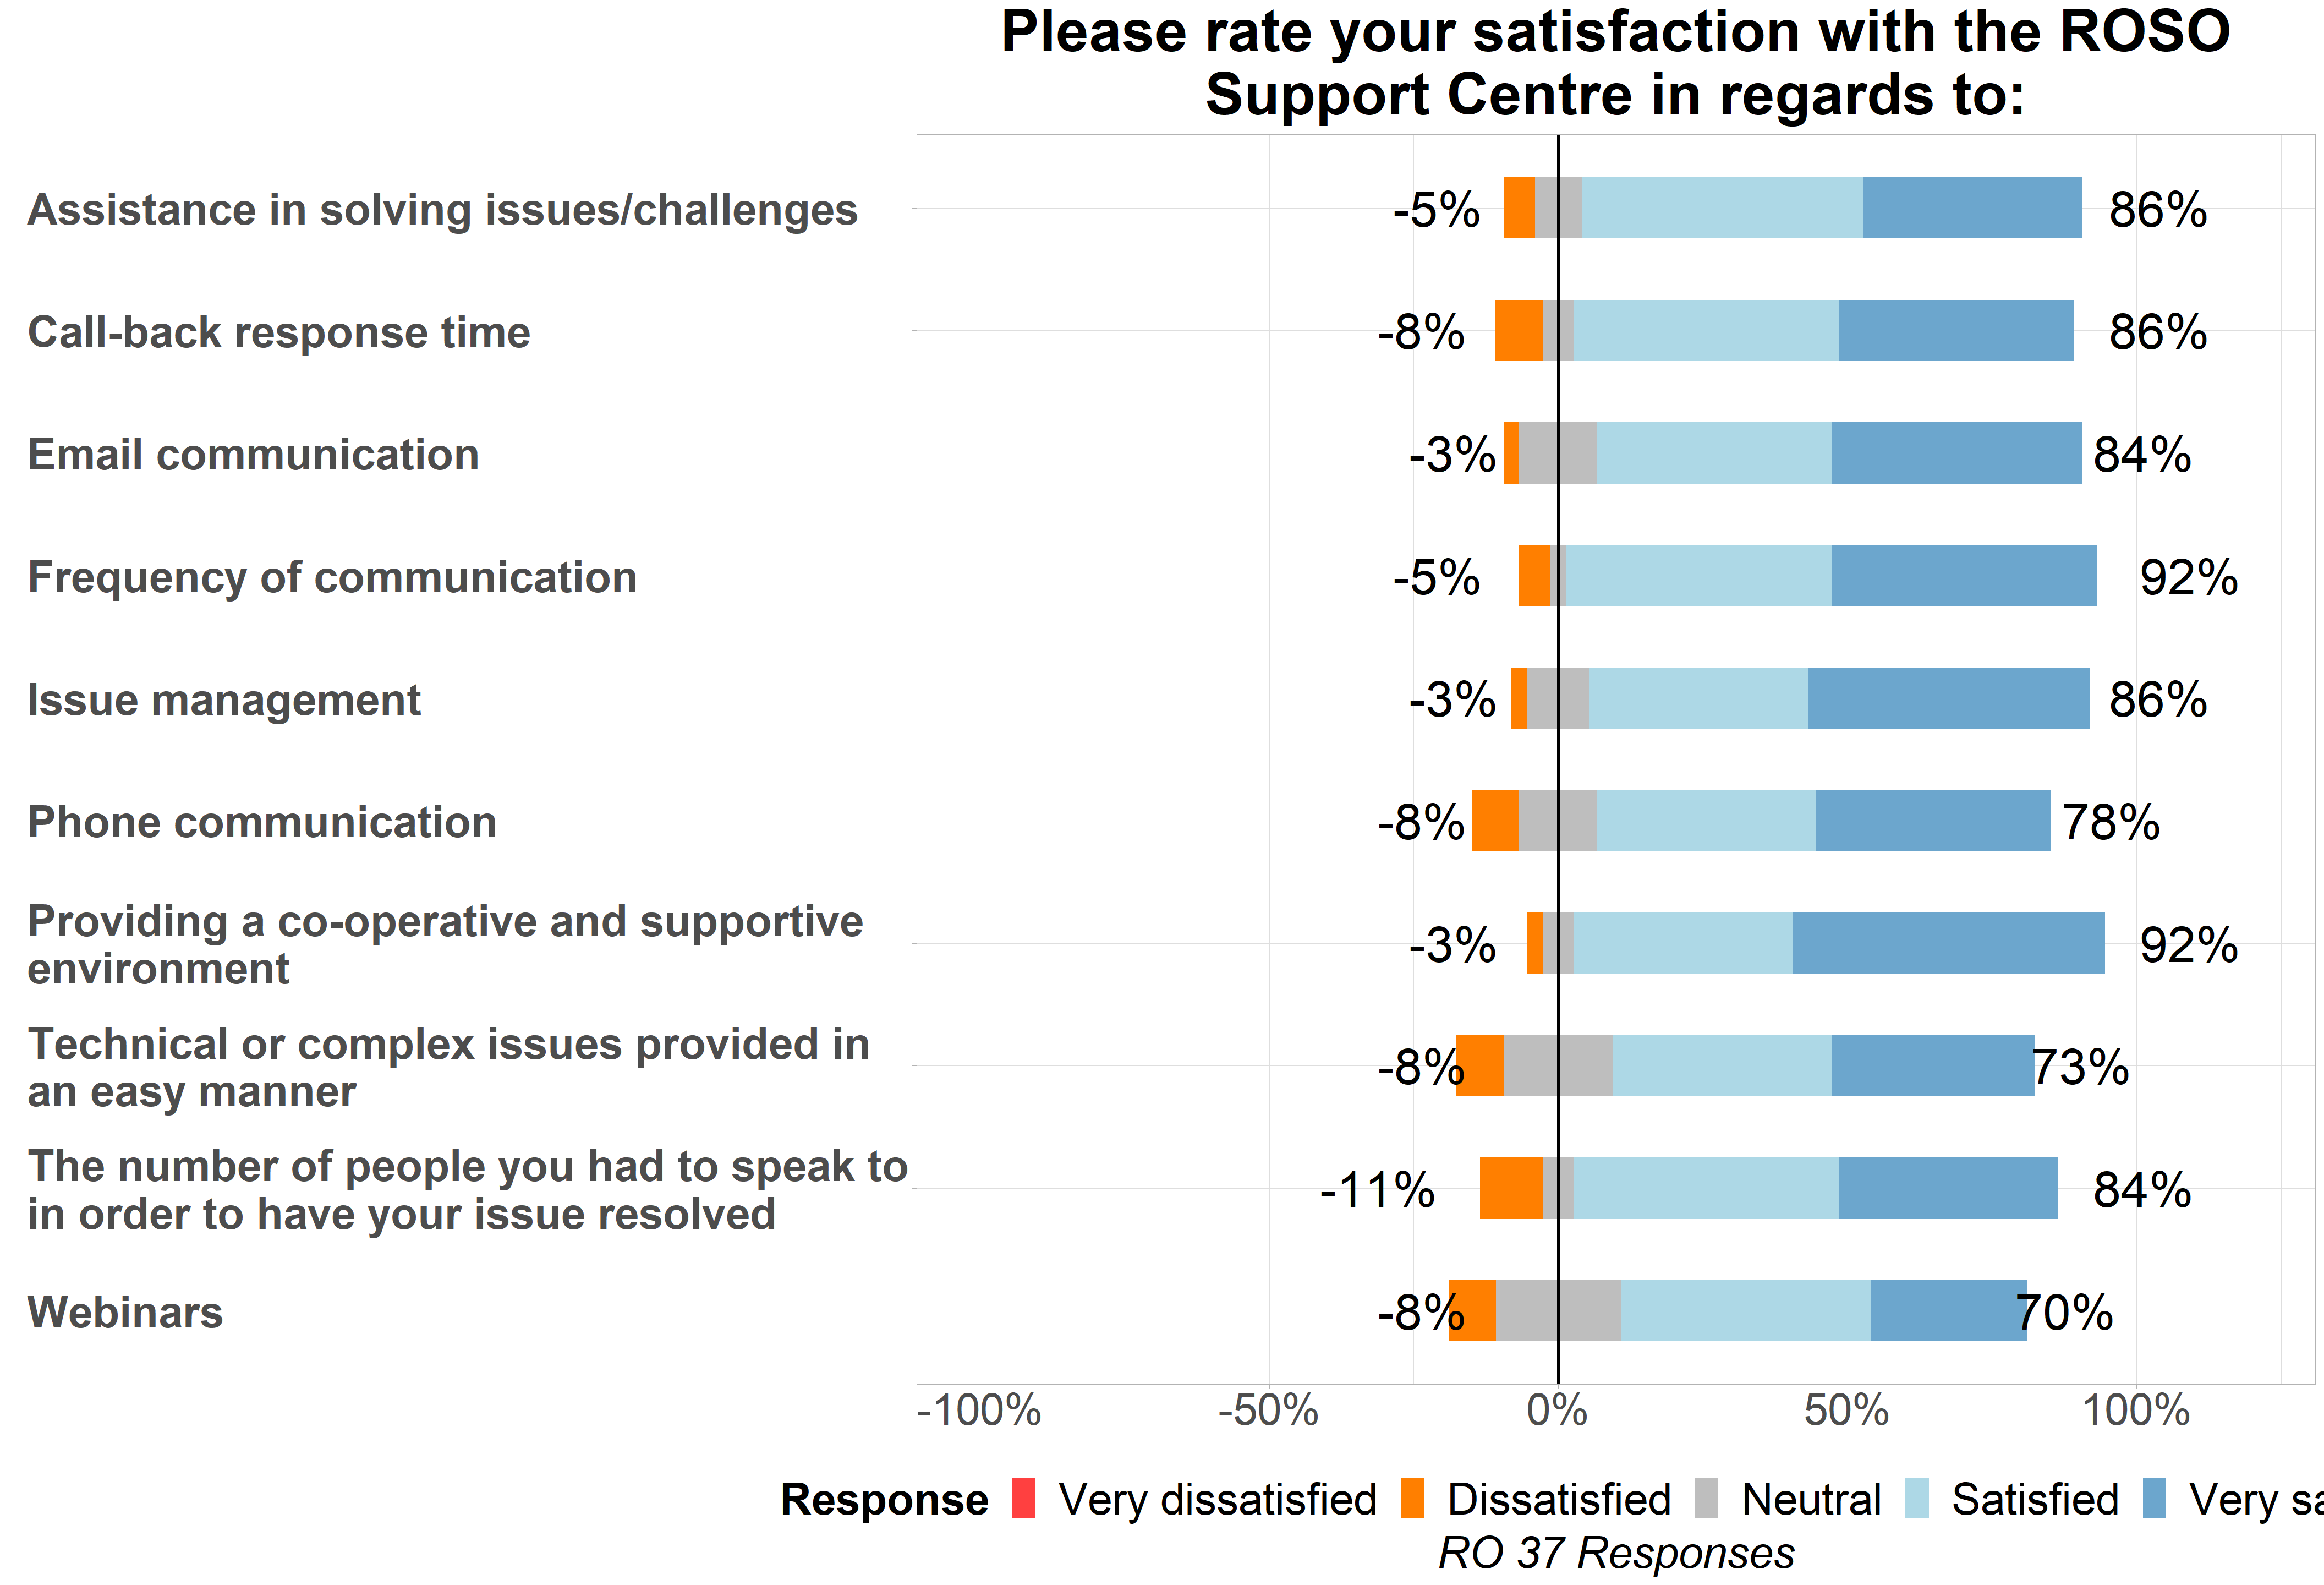 Please rate your satisfaction with the ROSO
Support Centre in regards to:
Assistance in solving issues/challenges
-5%
86%
Call-back response time
-8%
86%
Email communication
-3%
84%
Frequency of communication
-5%
92%
Issue management
-3%
86%
Phone communication
-8%
78%
Providing a co-operative and supportive
environment
-3%
92%
Technical or complex issues provided in
an easy manner
-8%
73%
The number of people you had to speak to
in order to have your issue resolved
-11%
84%
Webinars
-8%
70%
-100% -50% 0% 50% 100%
Response Very dissatisfied Dissatisfied Neutral Satisfied Very
RO 37 Responses